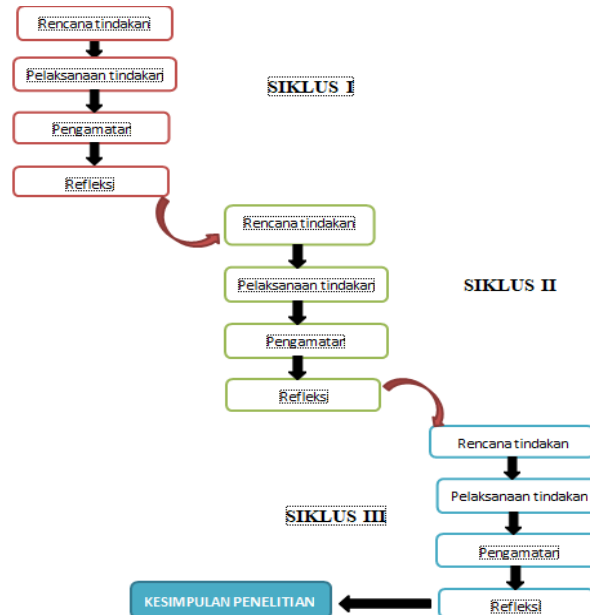 Rencana tindakan
Pelaksanaan tindakan
SIKLUS I
Pengamatan
Refleksi
Rencana tindakan
Pelaksanaan tindakan
SIKLUS II
Pengamatan
Refleksi
Rencana tindakan
Pelaksanaan tindakan
SIKLUS III
Pengamatan
KESIMPULAN PENELITIAN
Refleksi